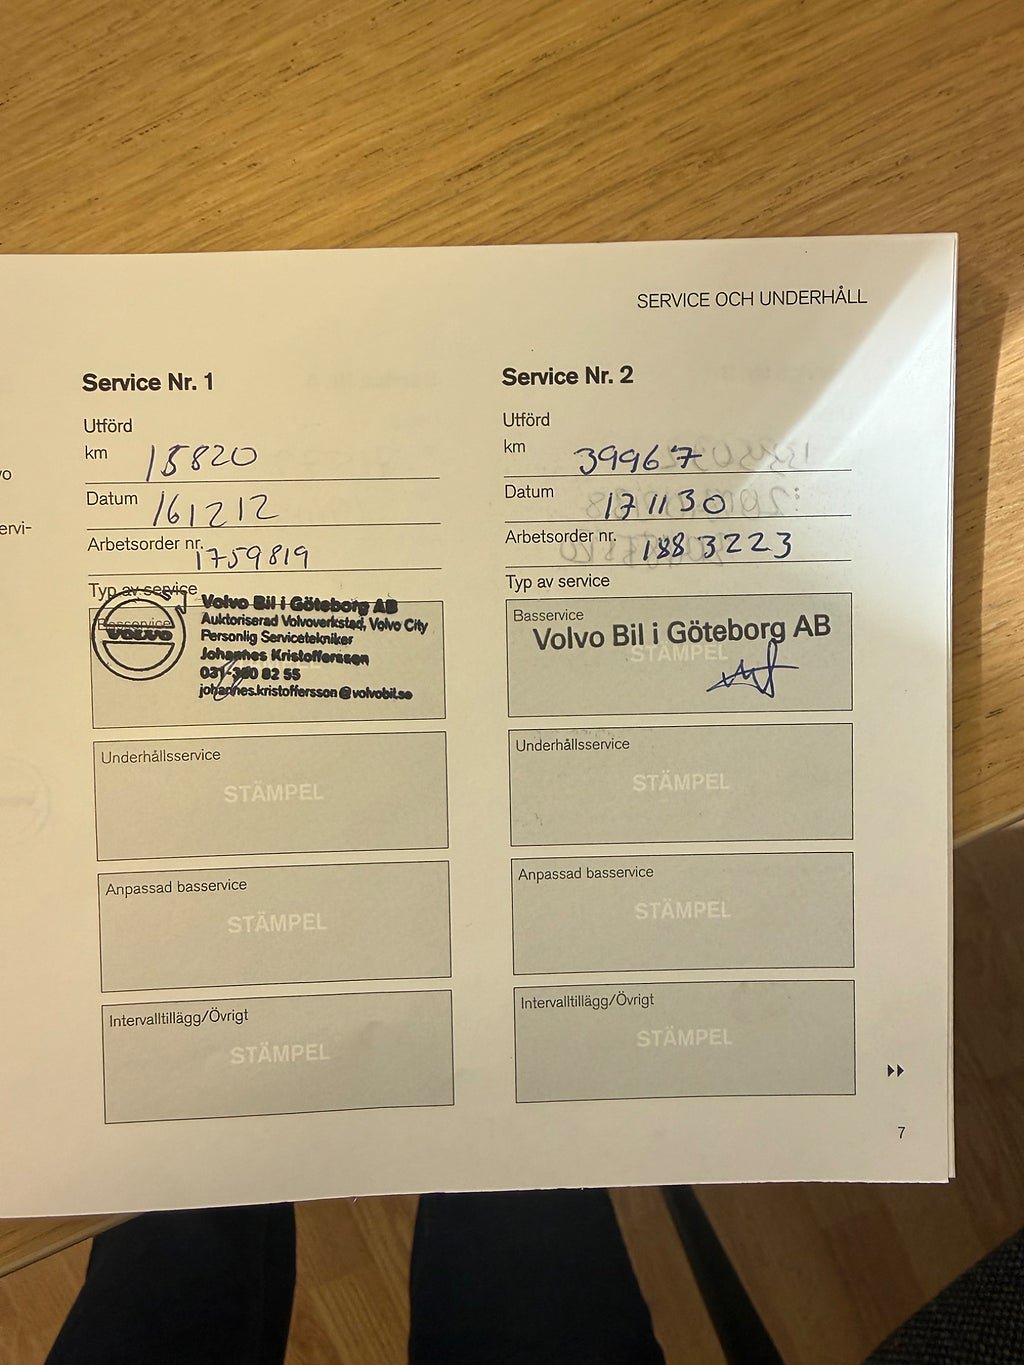 SERVICE OCH UNDERHÅLL
vo
ervi-
Service Nr. 1
Utförd
km 15820
Datum 161212
Arbetsorder nr. 1759819
Typ av service
Basservice
VOLVO
Volvo Bil i Göteborg AB
Auktoriserad Volvoverkstad, Volvo City
Personlig Servicetekniker
Johannes Kristoffersson
031-380 82 55
johannes.kristoffersson@volvobil.se
Underhållsservice
STÄMPEL
Anpassad basservice
STÄMPEL
Intervalltillägg/Övrigt
STÄMPEL
Service Nr. 2
Utförd
km 39967
Datum 171130
Arbetsorder nr. 1883223
Typ av service
Basservice
Volvo Bil i Göteborg AB
STÄMPEL
Underhållsservice
STÄMPEL
Anpassad basservice
STÄMPEL
Intervalltillägg/Övrigt
STÄMPEL
7